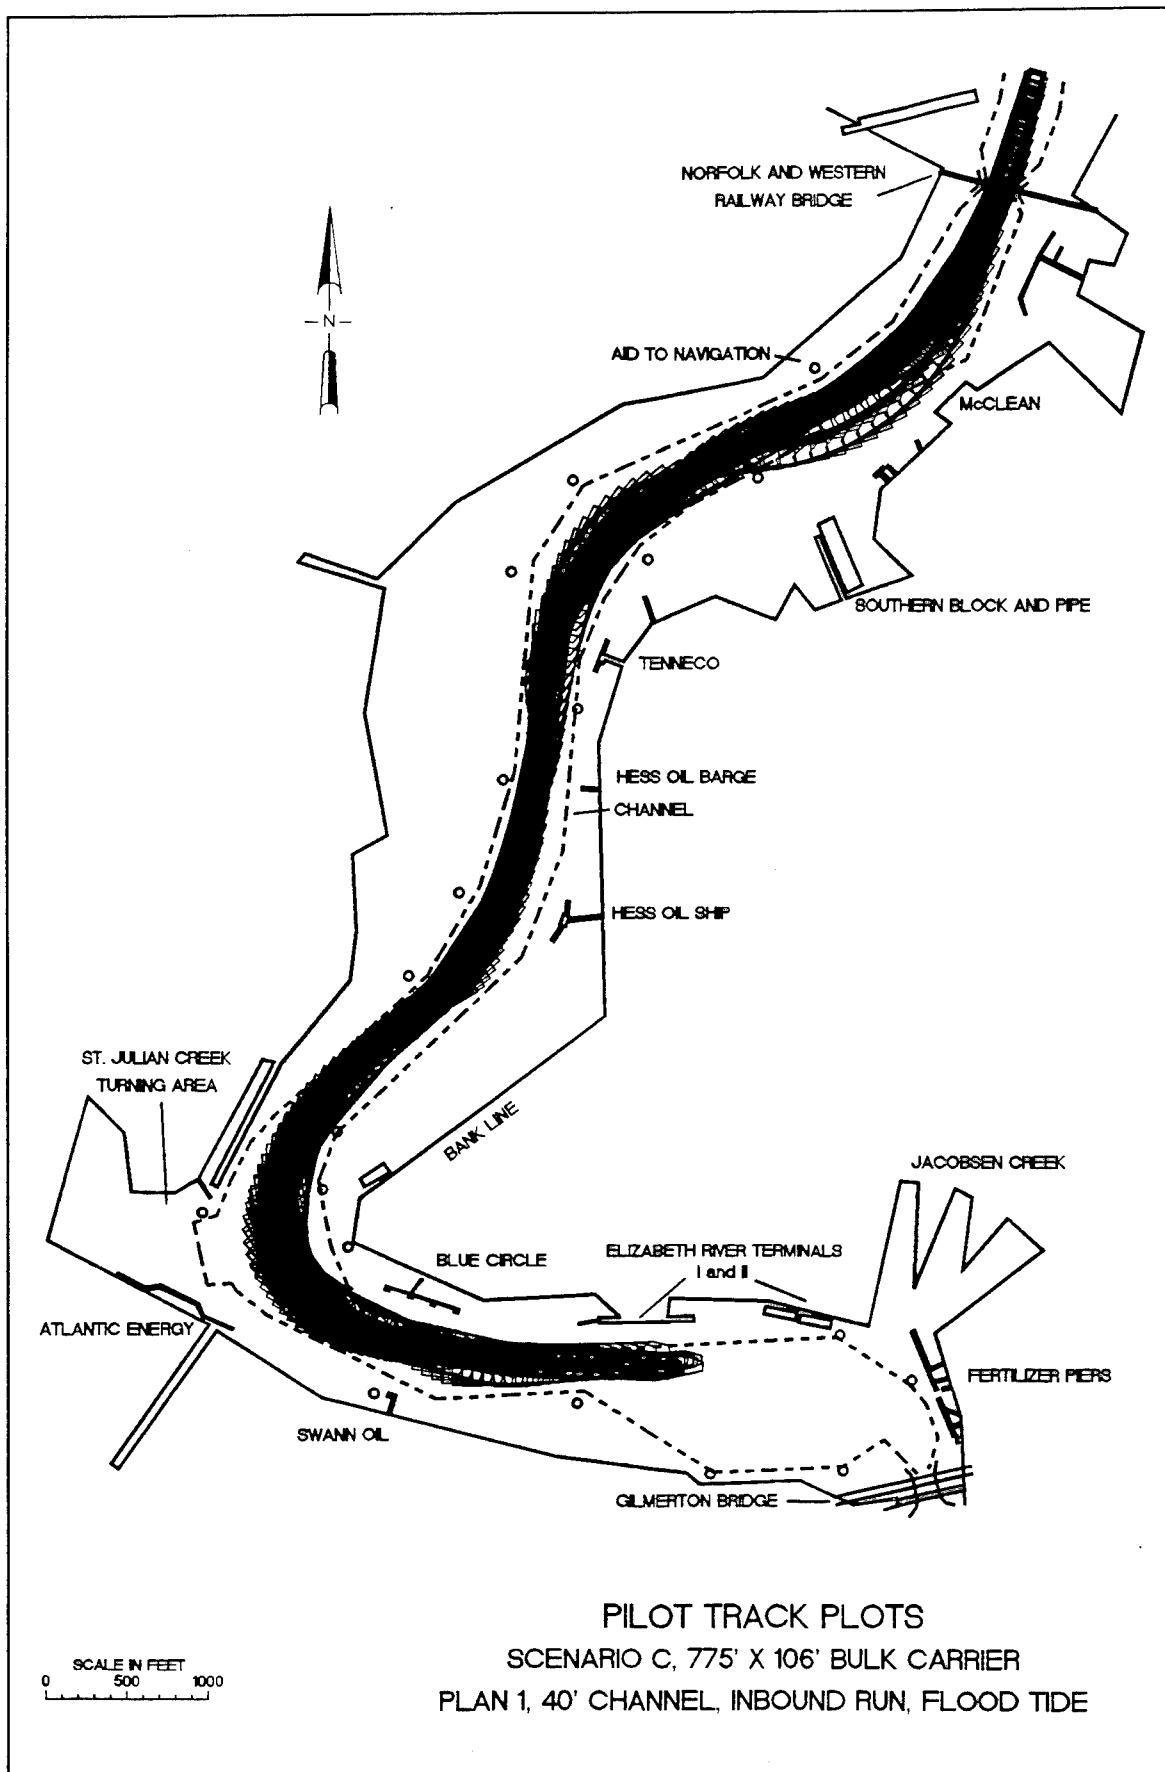 NORFOLK AND WESTERN
RAILWAY BRIDGE
N
AID TO NAVIGATION
McCLEAN
SOUTHERN BLOCK AND PIPE
TENNECO
HESS OIL BARGE
CHANNEL
HESS OIL SHIP
ST. JULIAN CREEK
TURNING AREA
BANK LINE
JACOBSEN CREEK
ELIZABETH RIVER TERMINALS
I and II
BLUE CIRCLE
ATLANTIC ENERGY
FERTILIZER PIERS
SWANN OIL
GILMERTON BRIDGE
PILOT TRACK PLOTS
SCENARIO C, 775' X 106' BULK CARRIER
PLAN 1, 40' CHANNEL, INBOUND RUN, FLOOD TIDE
SCALE IN FEET
0 500 1000